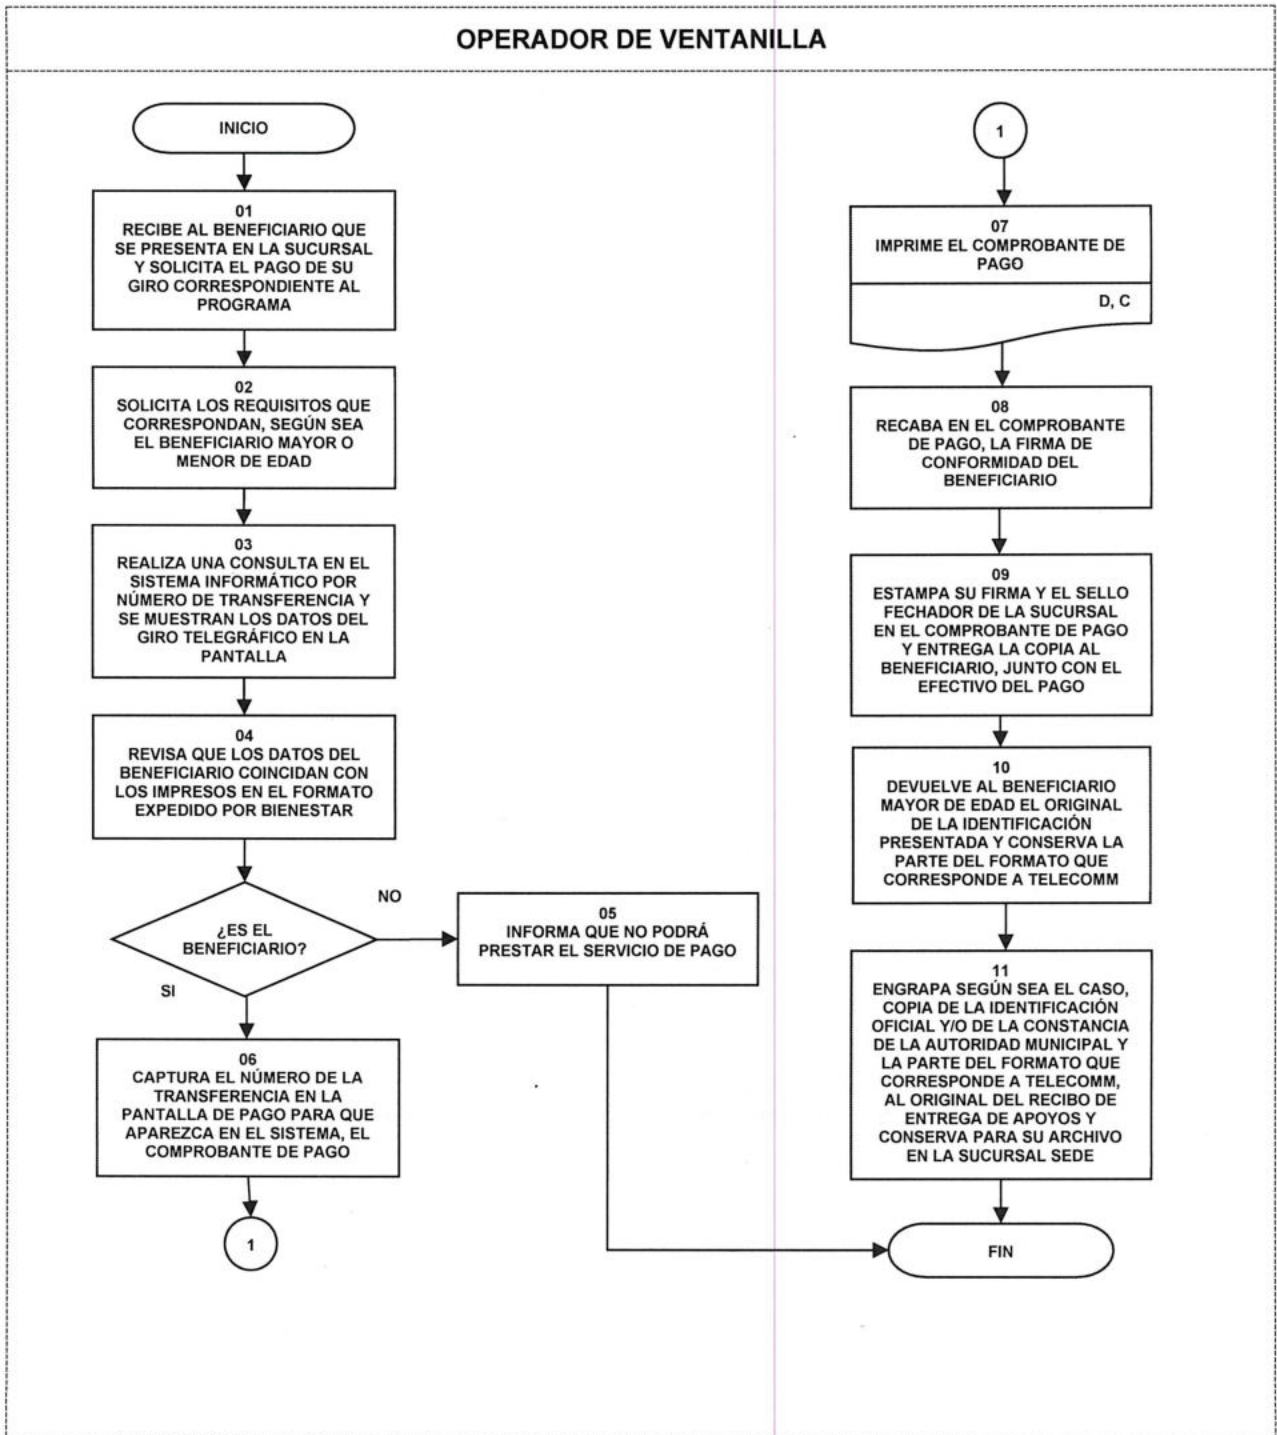 OPERADOR DE VENTANILLA
INICIO
01
RECIBE AL BENEFICIARIO QUE
SE PRESENTA EN LA SUCURSAL
Y SOLICITA EL PAGO DE SU
GIRO CORRESPONDIENTE AL
PROGRAMA
02
SOLICITA LOS REQUISITOS QUE
CORRESPONDAN, SEGÚN SEA
EL BENEFICIARIO MAYOR O
MENOR DE EDAD
03
REALIZA UNA CONSULTA EN EL
SISTEMA INFORMÁTICO POR
NÚMERO DE TRANSFERENCIA Y
SE MUESTRAN LOS DATOS DEL
GIRO TELEGRÁFICO EN LA
PANTALLA
04
REVISA QUE LOS DATOS DEL
BENEFICIARIO COINCIDAN CON
LOS IMPRESOS EN EL FORMATO
EXPEDIDO POR BIENESTAR
¿ES EL
BENEFICIARIO?
NO
05
INFORMA QUE NO PODRÁ
PRESTAR EL SERVICIO DE PAGO
SI
06
CAPTURA EL NÚMERO DE LA
TRANSFERENCIA EN LA
PANTALLA DE PAGO PARA QUE
APAREZCA EN EL SISTEMA, EL
COMPROBANTE DE PAGO
1
1
07
IMPRIME EL COMPROBANTE DE
PAGO
D, C
08
RECABA EN EL COMPROBANTE
DE PAGO, LA FIRMA DE
CONFORMIDAD DEL
BENEFICIARIO
09
ESTAMPA SU FIRMA Y EL SELLO
FECHADOR DE LA SUCURSAL
EN EL COMPROBANTE DE PAGO
Y ENTREGA LA COPIA AL
BENEFICIARIO, JUNTO CON EL
EFECTIVO DEL PAGO
10
DEVUELVE AL BENEFICIARIO
MAYOR DE EDAD EL ORIGINAL
DE LA IDENTIFICACIÓN
PRESENTADA Y CONSERVA LA
PARTE DEL FORMATO QUE
CORRESPONDE A TELECOMM
11
ENGRAPA SEGÚN SEA EL CASO,
COPIA DE LA IDENTIFICACIÓN
OFICIAL Y/O DE LA CONSTANCIA
DE LA AUTORIDAD MUNICIPAL Y
LA PARTE DEL FORMATO QUE
CORRESPONDE A TELECOMM,
AL ORIGINAL DEL RECIBO DE
ENTREGA DE APOYOS Y
CONSERVA PARA SU ARCHIVO
EN LA SUCURSAL SEDE
FIN